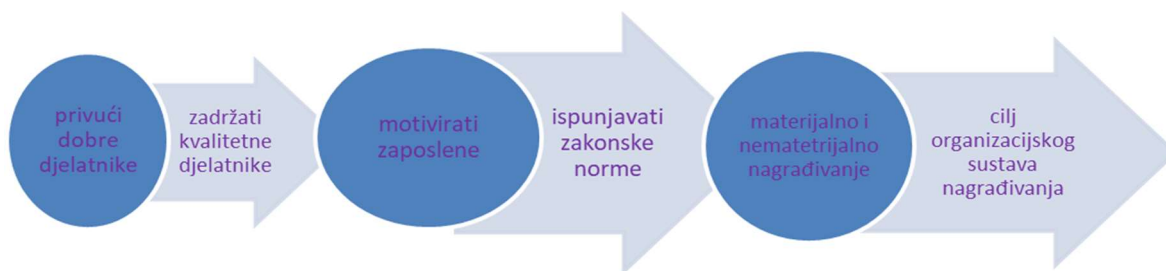 privući
dobre
djelatnike
zadržati
kvalitetne
djelatnike
motivirati
zaposlene
ispunjavati
zakonske
norme
materijalno i
nematetrijalno
nagrađivanje
cilj
organizacijskog
sustava
nagrađivanja